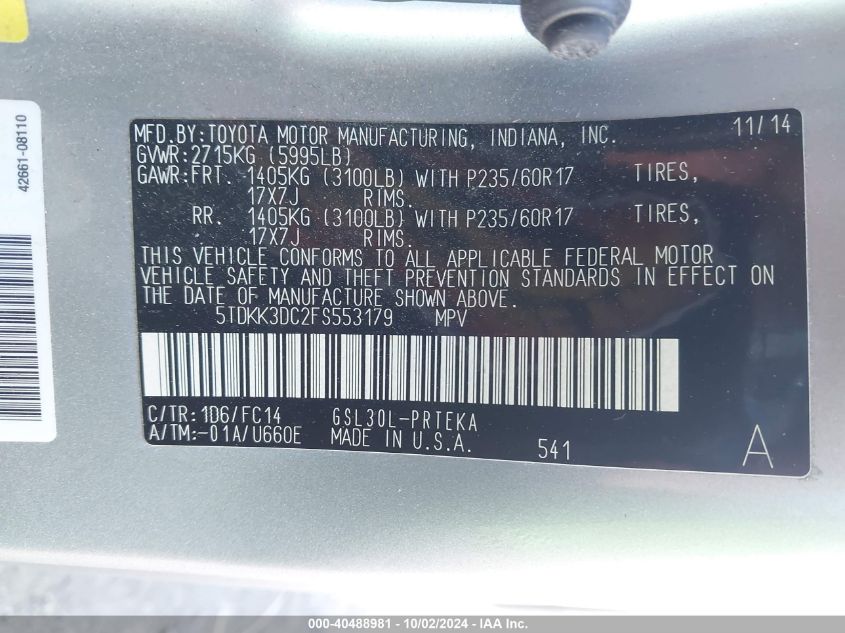 42661-08110
MFD.BY:TOYOTA MOTOR MANUFACTURING, INDIANA, INC. 11/14
GVWR:2715KG (5995LB)
GAWR:FRT. 1405KG (3100LB) WITH P235/60R17 TIRES,
17X7J RIMS.
RR. 1405KG (3100LB) WITH P235/60R17 TIRES,
17X7J RIMS.
THIS VEHICLE CONFORMS TO ALL APPLICABLE FEDERAL MOTOR
VEHICLE SAFETY AND THEFT PREVENTION STANDARDS IN EFFECT ON
THE DATE OF MANUFACTURE SHOWN ABOVE.
5TDKK3DC2FS553179 MPV
C/TR:1D6/FC14 GSL30L-PRTEKA
A/TM:-01A/U660E MADE IN U.S.A. 541 A
000-40488981 - 10/02/2024 - IAA Inc.